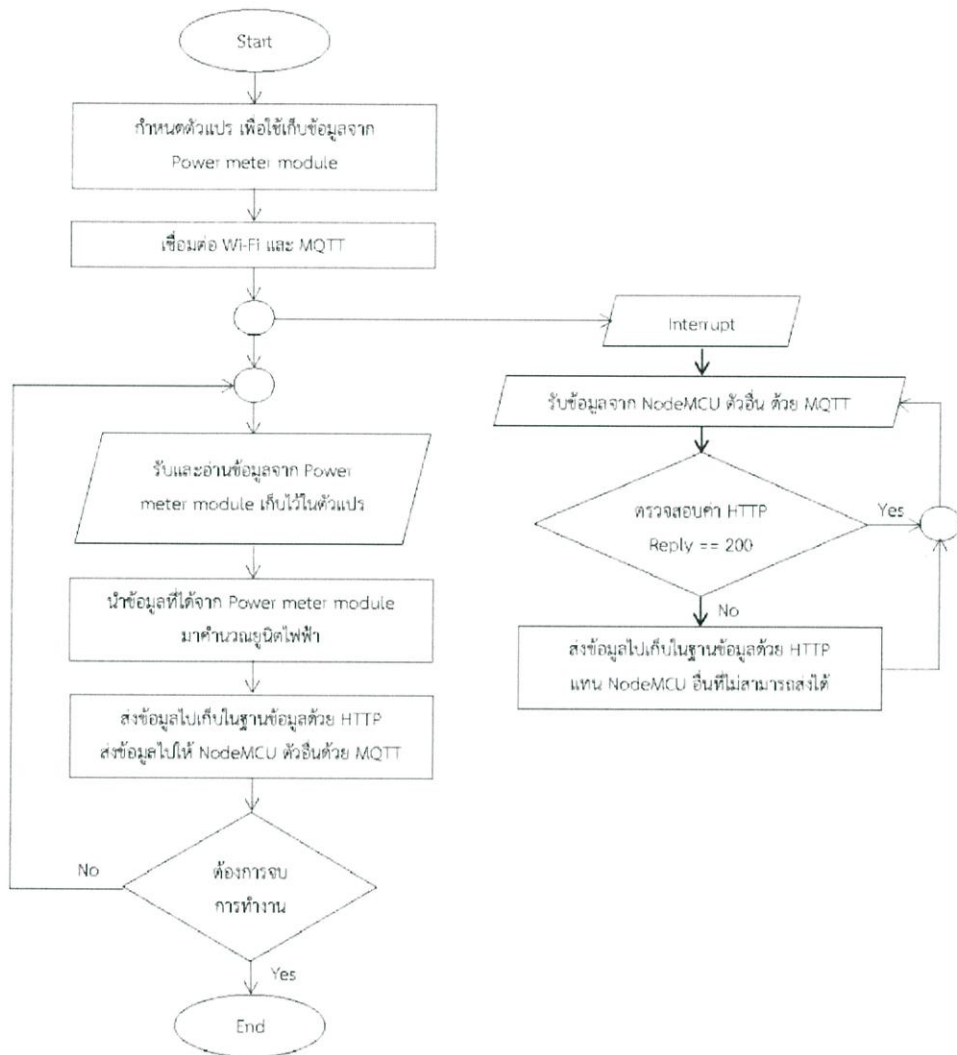 Start
กำหนดตัวแปร เพื่อใช้เก็บข้อมูลจาก
Power meter module
เชื่อมต่อ Wi-Fi และ MQTT
Interrupt
รับข้อมูลจาก NodeMCU ตัวอื่น ด้วย MQTT
รับและอ่านข้อมูลจาก Power
meter module เก็บไว้ในตัวแปร
ตรวจสอบค่า HTTP
Reply == 200
Yes
No
นำข้อมูลที่ได้จาก Power meter module
มาคำนวณยูนิตไฟฟ้า
ส่งข้อมูลไปเก็บในฐานข้อมูลด้วย HTTP
แทน NodeMCU อื่นที่ไม่สามารถส่งได้
ส่งข้อมูลไปเก็บในฐานข้อมูลด้วย HTTP
ส่งข้อมูลไปให้ NodeMCU ตัวอื่นด้วย MQTT
ต้องการจบ
การทำงาน
No
Yes
End